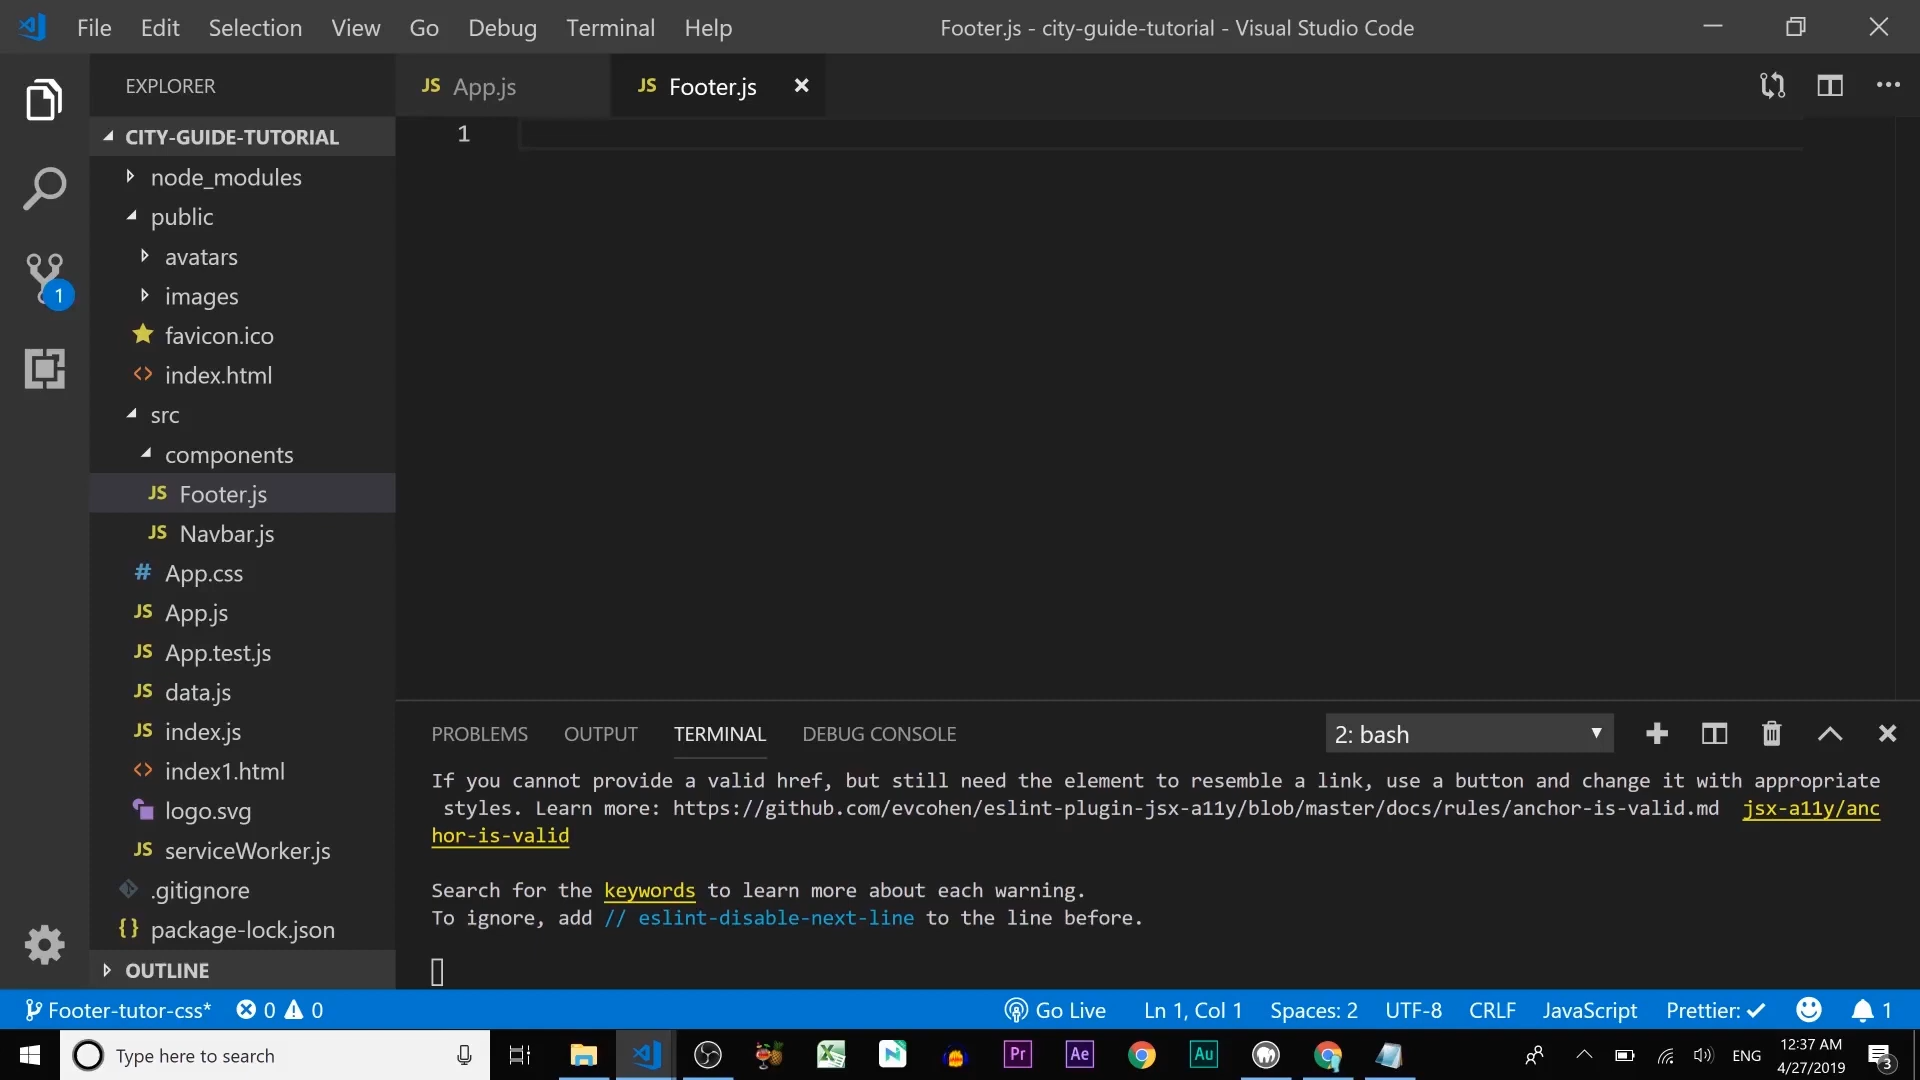 File Edit Selection View Go Debug Terminal Help
Footer.js - city-guide-tutorial - Visual Studio Code
EXPLORER
JS App.js
JS Footer.js
CITY-GUIDE-TUTORIAL
1
node_modules
public
avatars
images
favicon.ico
index.html
src
components
JS Footer.js
JS Navbar.js
# App.css
JS App.js
JS App.test.js
JS data.js
JS index.js
<> index1.html
logo.svg
JS serviceWorker.js
.gitignore
{} package-lock.json
OUTLINE
1
PROBLEMS OUTPUT TERMINAL DEBUG CONSOLE
2: bash
If you cannot provide a valid href, but still need the element to resemble a link, use a button and change it with appropriate
styles. Learn more: https://github.com/evcohen/eslint-plugin-jsx-a11y/blob/master/docs/rules/anchor-is-valid.md jsx-a11y/anc
hor-is-valid
Search for the keywords to learn more about each warning.
To ignore, add // eslint-disable-next-line to the line before.
Footer-tutor-css* 0 0
Go Live Ln 1, Col 1 Spaces: 2 UTF-8 CRLF JavaScript Prettier: ✓ 1
Type here to search
Pr Ae Au
ENG
12:37 AM
4/27/2019
3